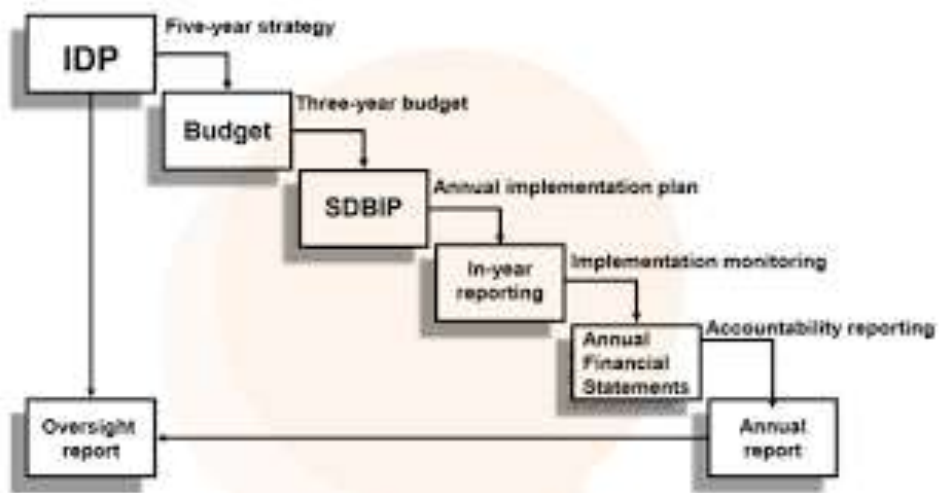 Five-year strategy
IDP
Three-year budget
Budget
Annual implementation plan
SDBIP
In-year
reporting
Implementation monitoring
Accountability reporting
Annual
Financial
Statements
Oversight
report
Annual
report